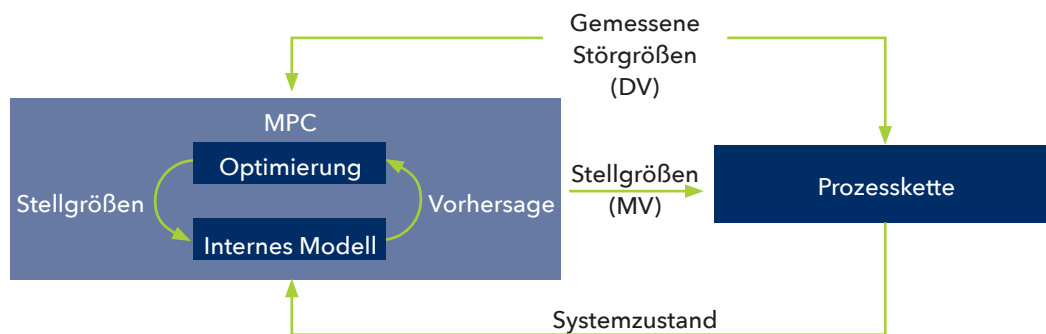 Gemessene
Störgrößen
(DV)
MPC
Optimierung
Stellgrößen
Vorhersage
Internes Modell
Stellgrößen
(MV)
Prozesskette
Systemzustand